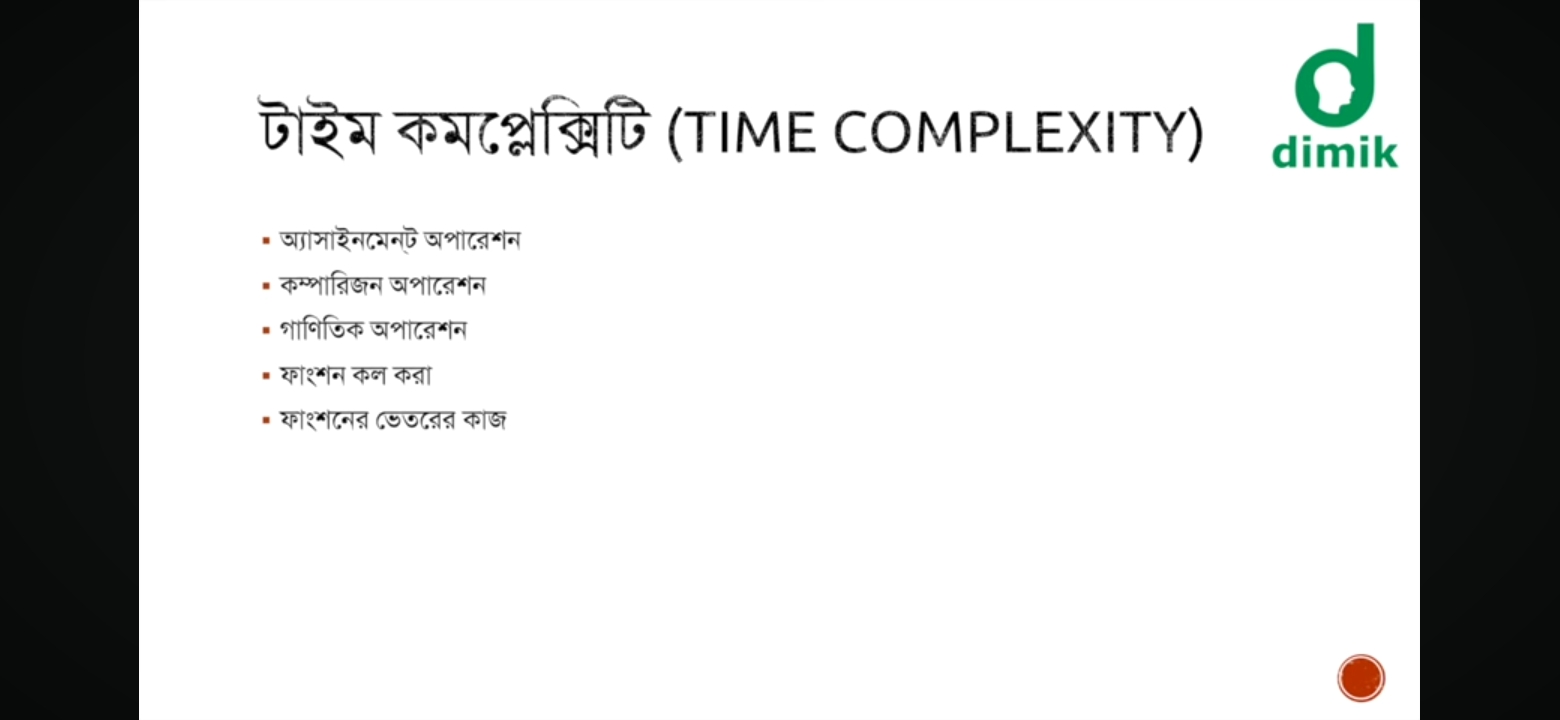 টাইম কমপ্লেক্সিটি (TIME COMPLEXITY)
dimik
অ্যাসাইনমেন্ট অপারেশন
কম্পারিজন অপারেশন
গাণিতিক অপারেশন
ফাংশন কল করা
ফাংশনের ভেতরের কাজ